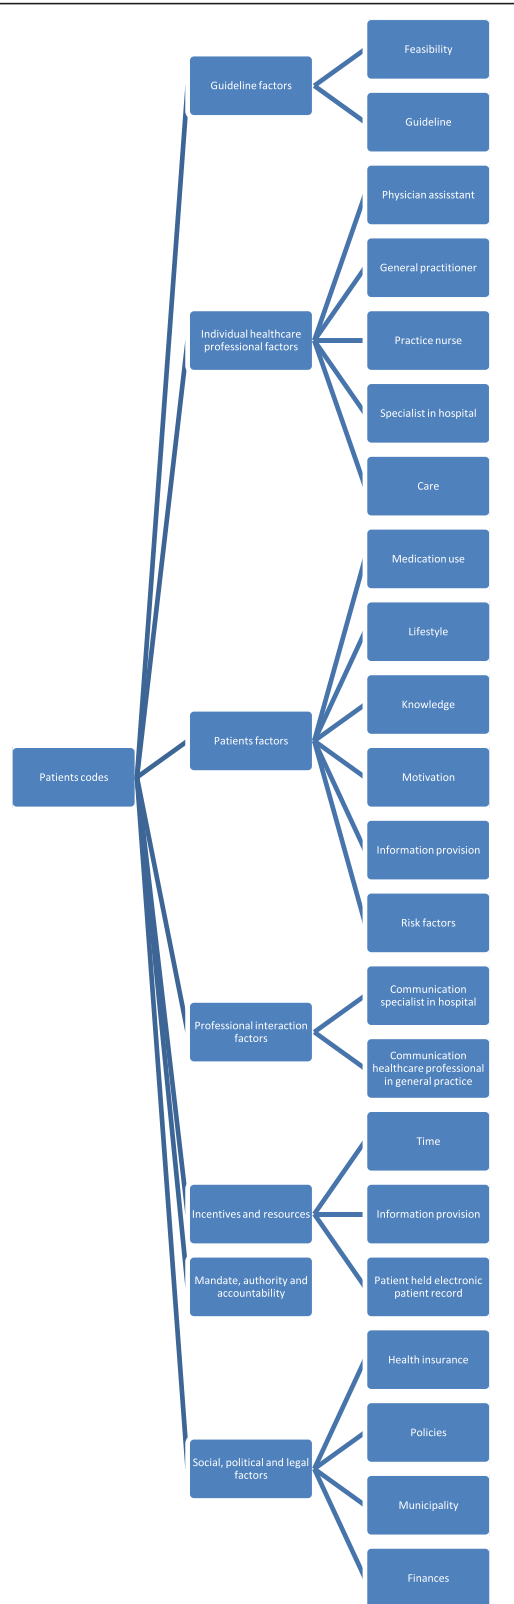 Patients codes
Guideline factors
Feasibility
Guideline
Individual healthcare
professional factors
Physician assisstant
General practitioner
Practice nurse
Specialist in hospital
Care
Patients factors
Medication use
Lifestyle
Knowledge
Motivation
Information provision
Risk factors
Professional interaction
factors
Communication
specialist in hospital
Communication
healthcare professional
in general practice
Incentives and resources
Time
Information provision
Patient held electronic
patient record
Mandate, authority and
accountability
Social, political and legal
factors
Health insurance
Policies
Municipality
Finances